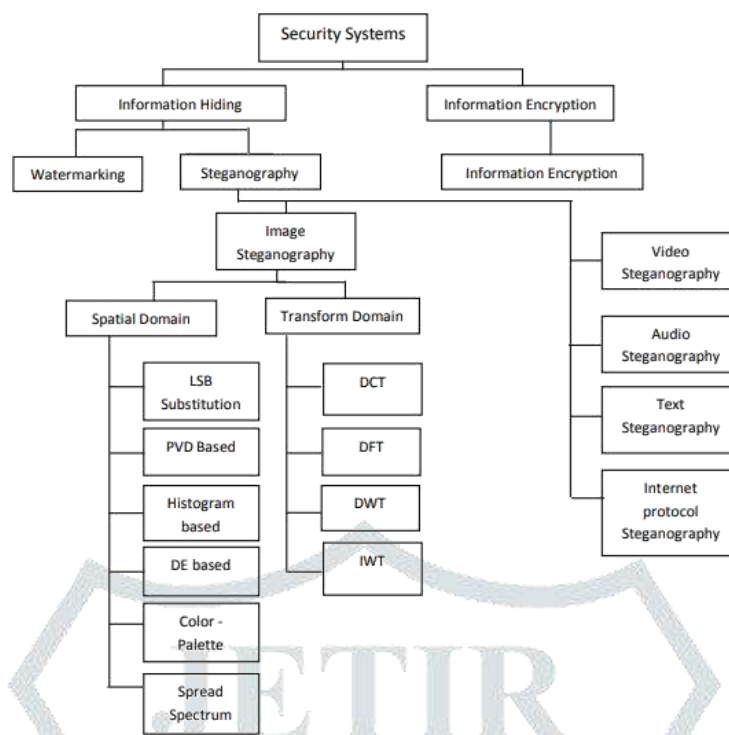 Security Systems
Information Hiding
Information Encryption
Watermarking
Steganography
Information Encryption
Image
Steganography
Video
Steganography
Spatial Domain
Transform Domain
Audio
Steganography
LSB
Substitution
DCT
Text
Steganography
PVD Based
DFT
Histogram
based
DWT
Internet
protocol
Steganography
DE based
IWT
Color -
Palette
Spread
Spectrum
JETIR